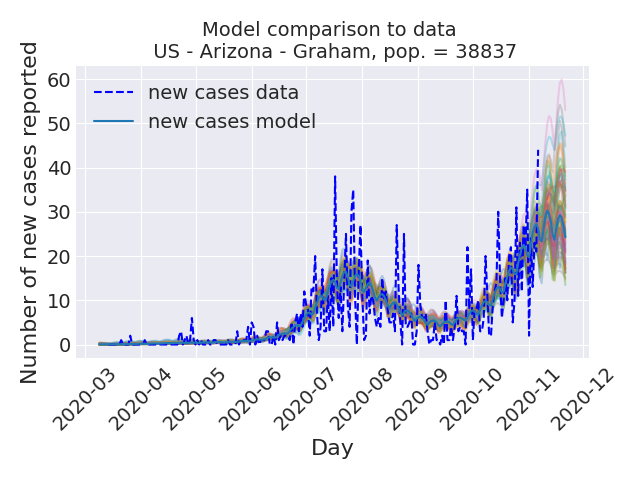 Model comparison to data
US - Arizona - Graham, pop. = 38837
Number of new cases reported
60
50
40
30
20
10
0
new cases data
new cases model
2020-03
2020-04
2020-05
2020-06
2020-07
2020-08
2020-09
2020-10
2020-11
2020-12
Day